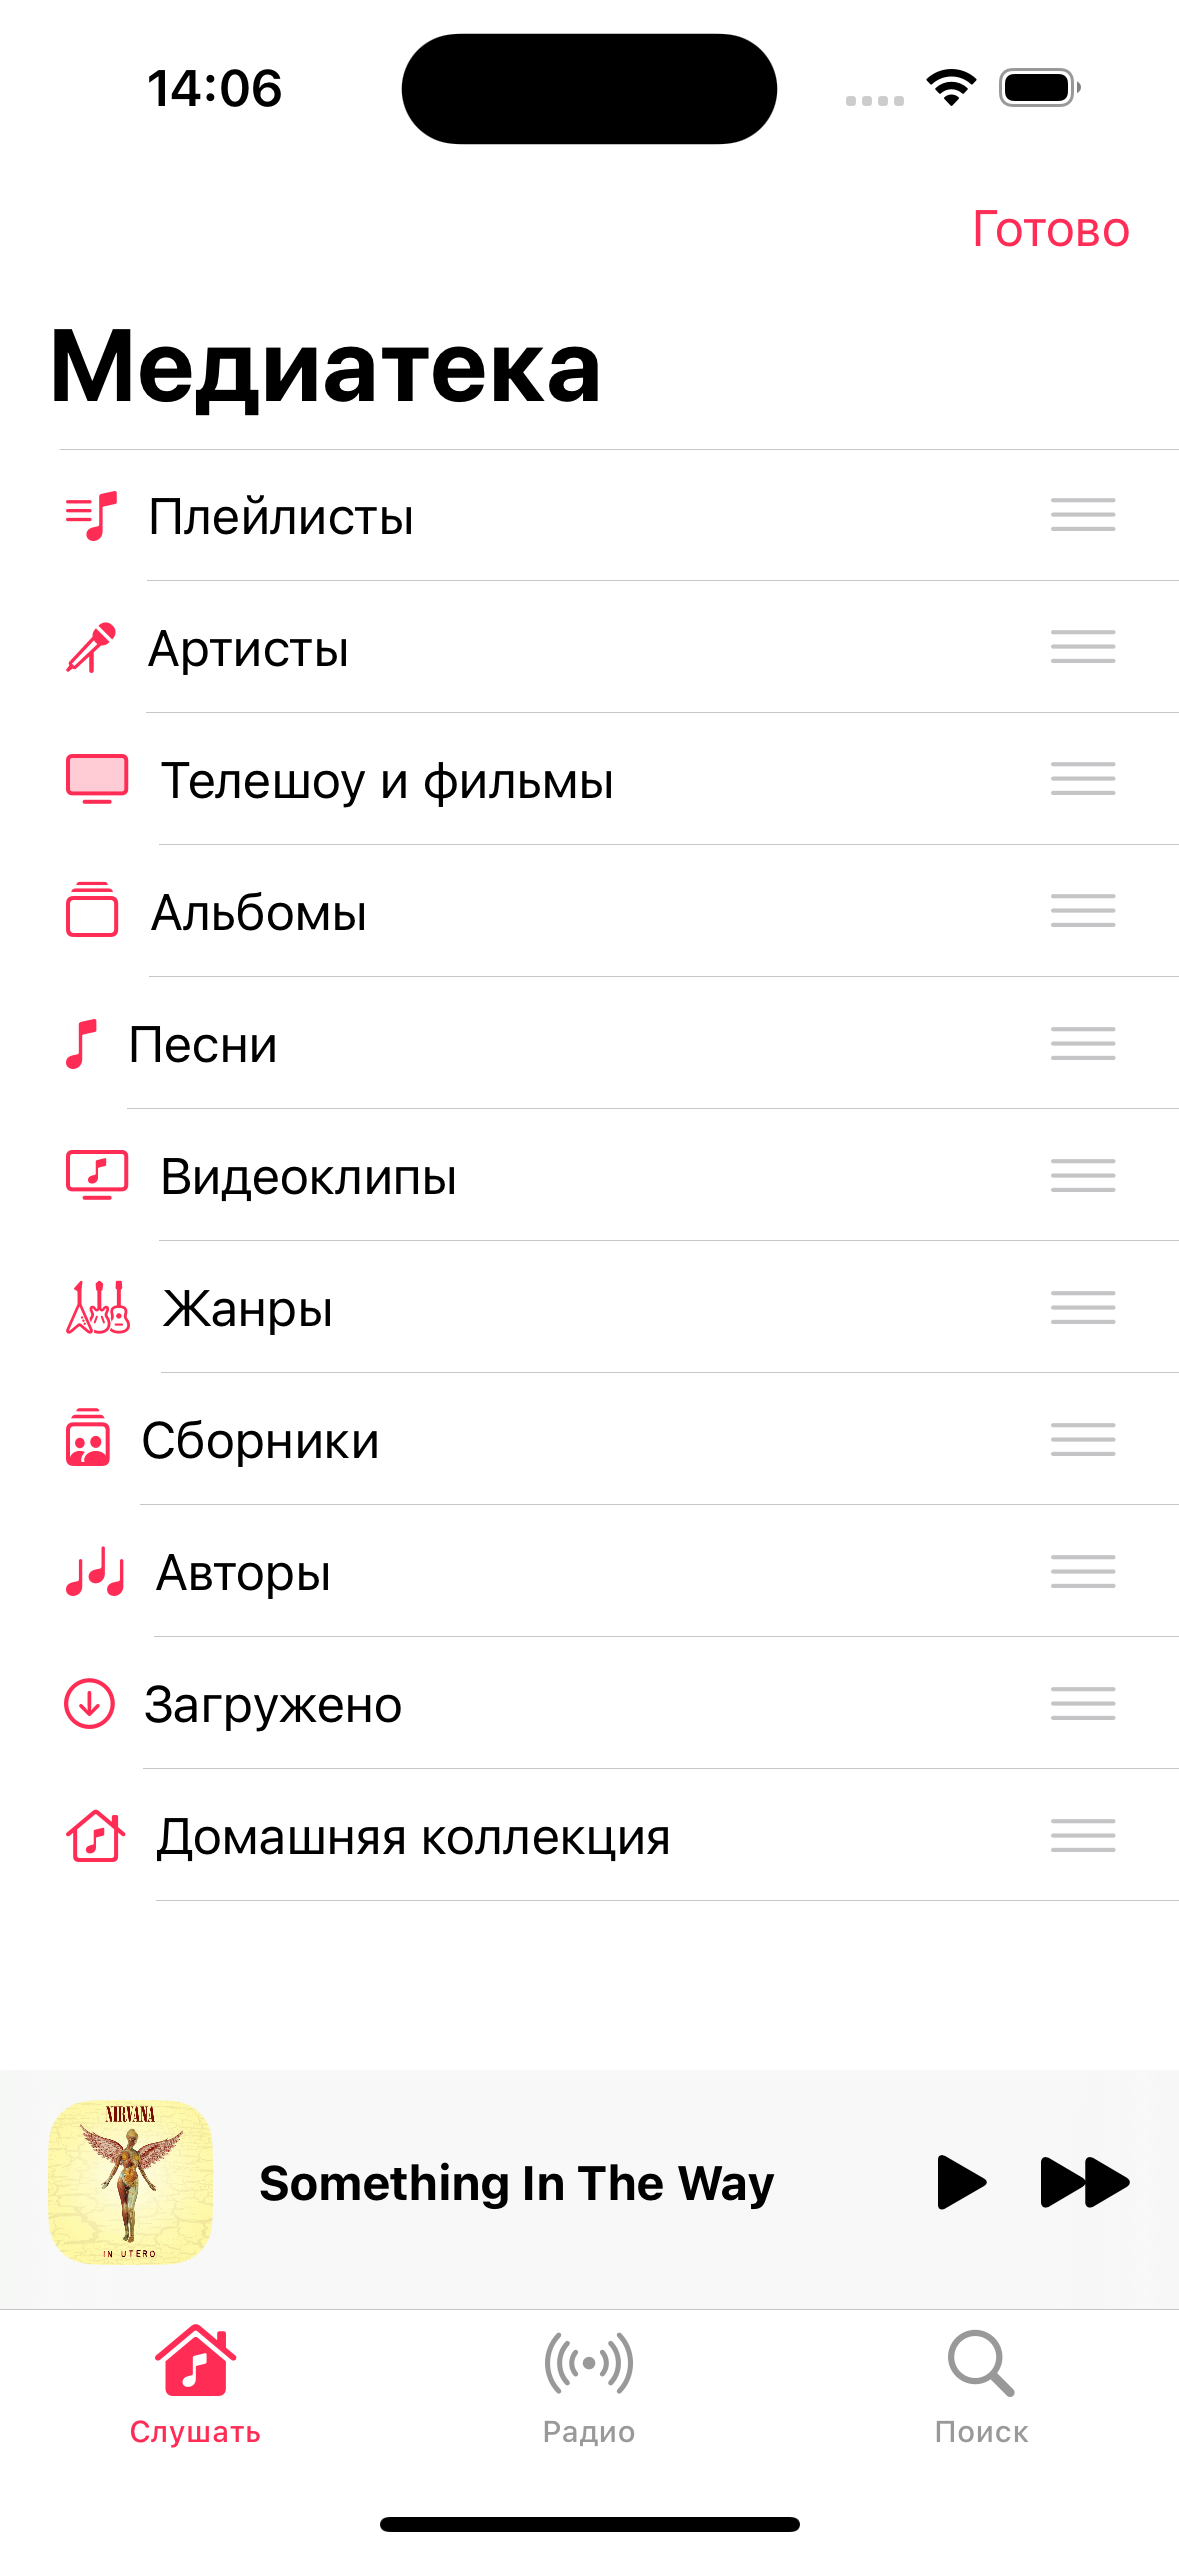 14:06
Готово
Медиатека
Плейлисты
Артисты
Телешоу и фильмы
Альбомы
Песни
Видеоклипы
Жанры
Сборники
Авторы
Загружено
Домашняя коллекция
NIRVANA
IN UTERO
Something In The Way
Слушать
Радио
Поиск